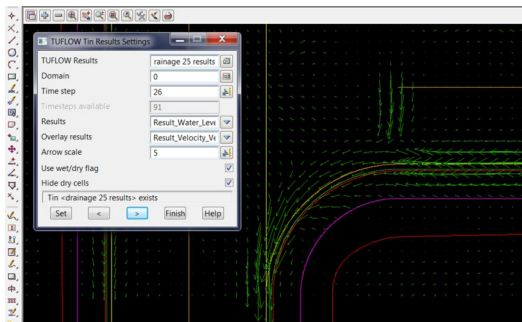 TUFLOW Tin Results Settings
TUFLOW Results rainage 25 results
Domain 0
Time step 26
Timesteps available 91
Results Result_Water_Leve
Overlay results Result_Velocity_Ve
Arrow scale 5
Use wet/dry flag
Hide dry cells
Tin <drainage 25 results> exists
Set < > Finish Help